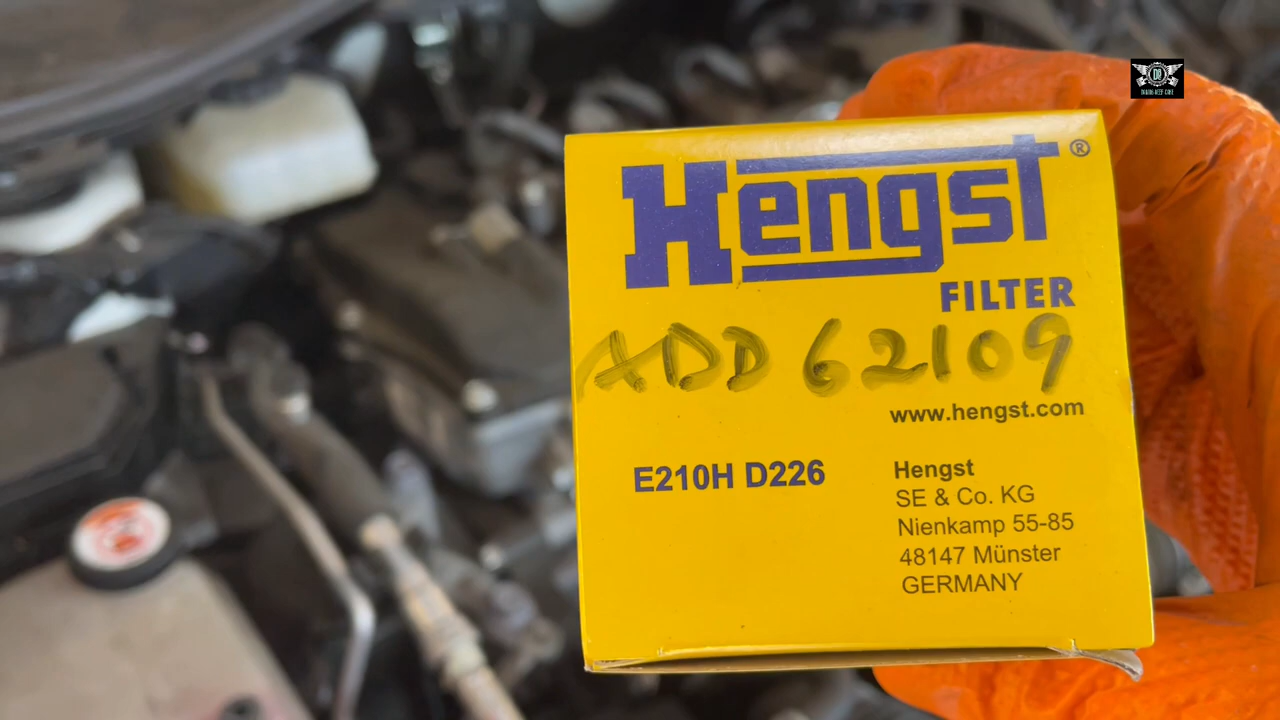 Hengst®
FILTER
ADD 62109
www.hengst.com
E210H D226
Hengst
SE & Co. KG
Nienkamp 55-85
48147 Münster
GERMANY